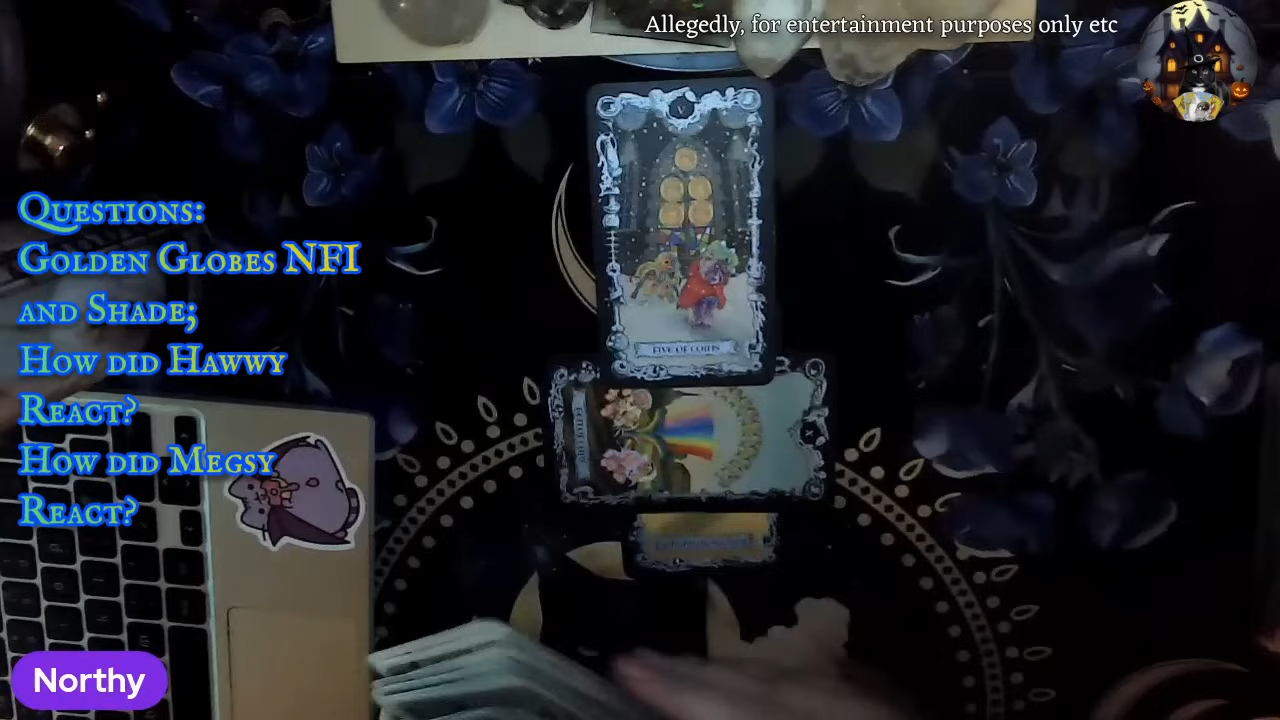 Allegedly, for entertainment purposes only etc
V
Questions:
Golden Globes NFI
and Shade;
How did Hawwy
React?
How did Megsy
React?
FIVE OF COINS
X
Northy